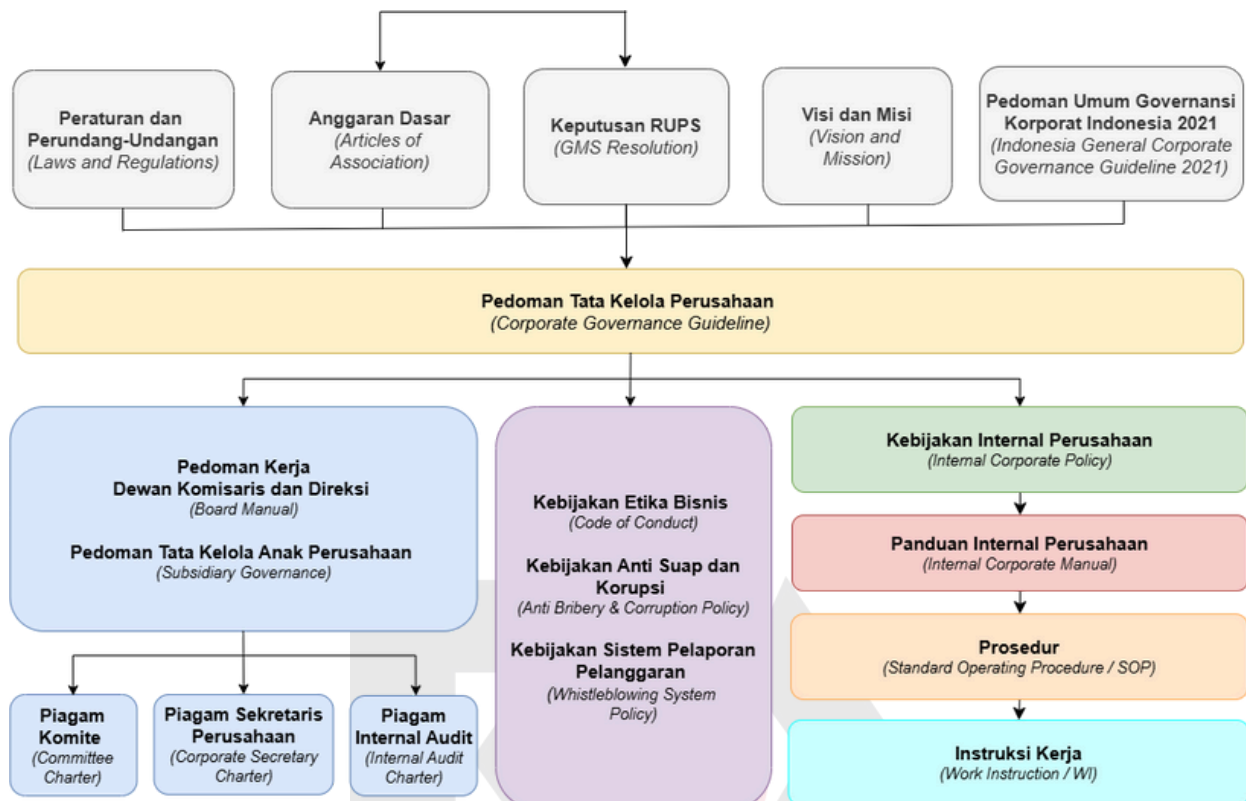 Peraturan dan
Perundang-Undangan
(Laws and Regulations)
Anggaran Dasar
(Articles of
Association)
Keputusan RUPS
(GMS Resolution)
Visi dan Misi
(Vision and
Mission)
Pedoman Umum Governansi
Korporat Indonesia 2021
(Indonesia General Corporate
Governance Guideline 2021)
Pedoman Tata Kelola Perusahaan
(Corporate Governance Guideline)
Pedoman Kerja
Dewan Komisaris dan Direksi
(Board Manual)
Pedoman Tata Kelola Anak Perusahaan
(Subsidiary Governance)
Piagam
Komite
(Committee
Charter)
Piagam Sekretaris
Perusahaan
(Corporate Secretary
Charter)
Piagam
Internal Audit
(Internal Audit
Charter)
Kebijakan Etika Bisnis
(Code of Conduct)
Kebijakan Anti Suap dan
Korupsi
(Anti Bribery & Corruption Policy)
Kebijakan Sistem Pelaporan
Pelanggaran
(Whistleblowing System
Policy)
Kebijakan Internal Perusahaan
(Internal Corporate Policy)
Panduan Internal Perusahaan
(Internal Corporate Manual)
Prosedur
(Standard Operating Procedure / SOP)
Instruksi Kerja
(Work Instruction / WI)